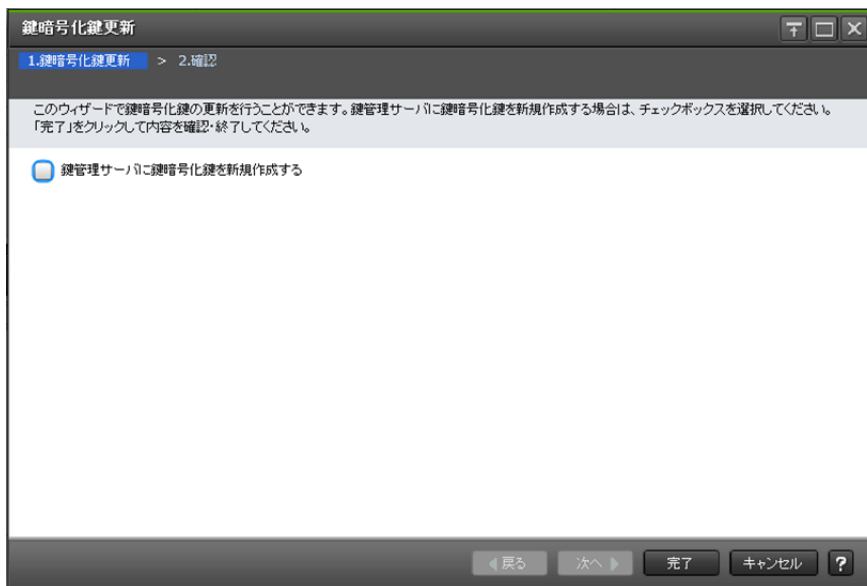 鍵暗号化鍵更新
1.鍵暗号化鍵更新 > 2.確認
このウィザードで鍵暗号化鍵の更新を行うことができます。鍵管理サーバに鍵暗号化鍵を新規作成する場合は、チェックボックスを選択してください。
「完了」をクリックして内容を確認・終了してください。
鍵管理サーバに鍵暗号化鍵を新規作成する
◀戻る 次へ▶ 完了 キャンセル ?